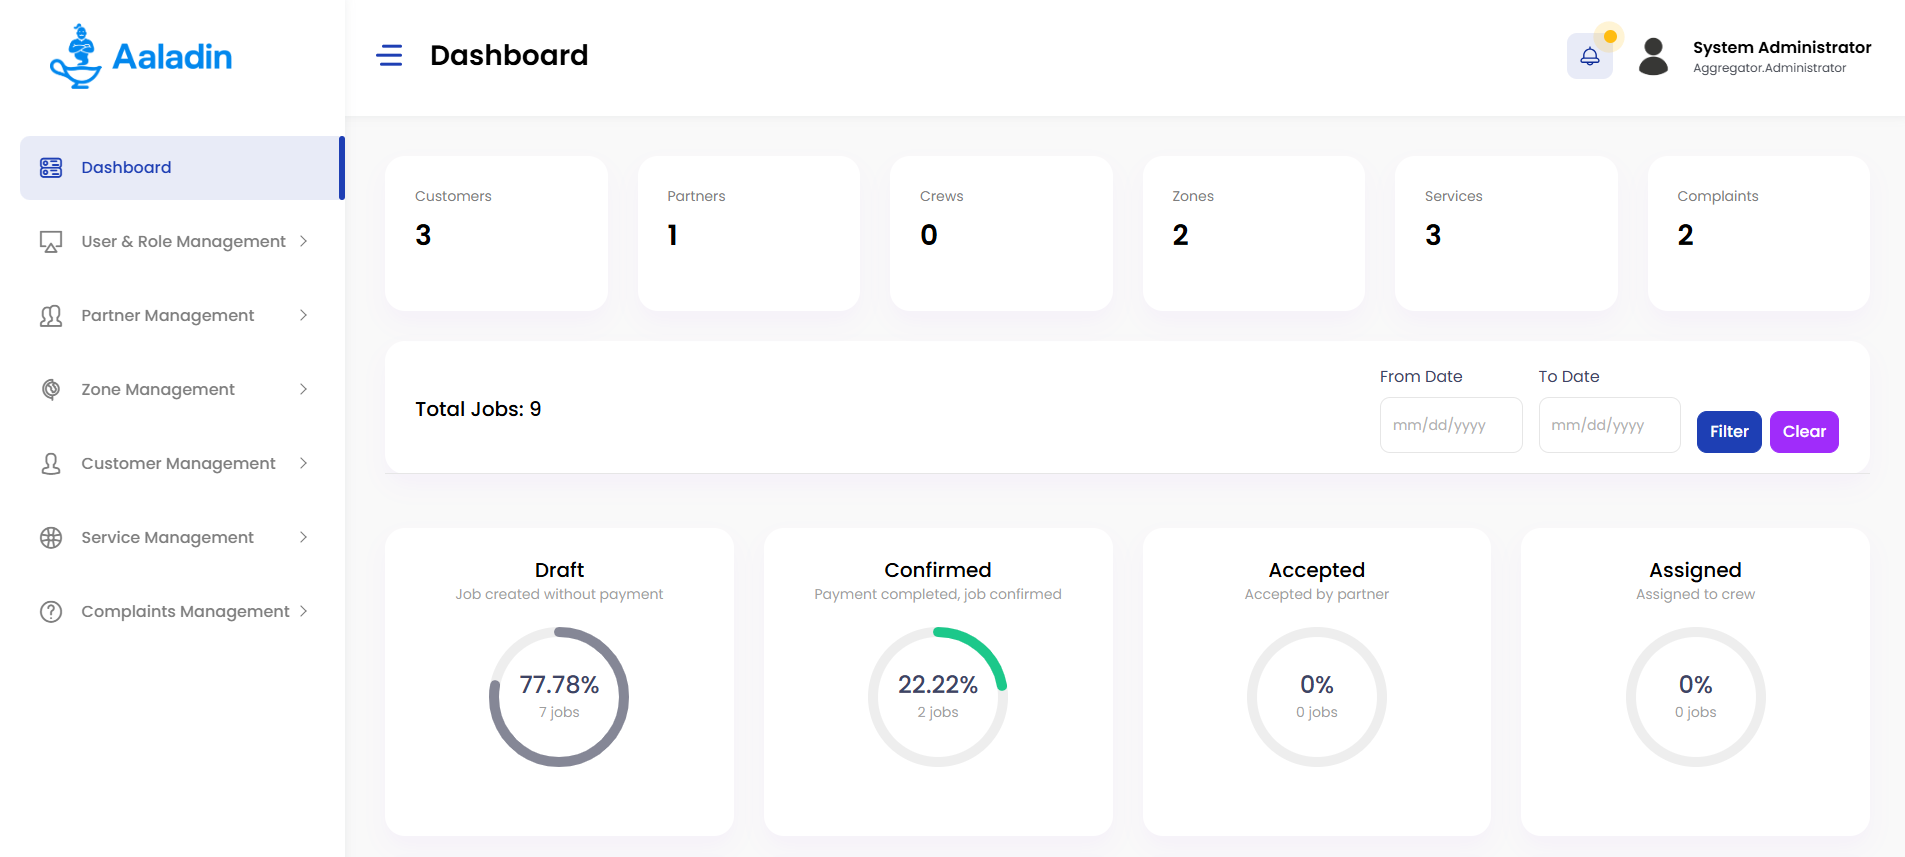 Aaladin
Dashboard
System Administrator
Aggregator.Administrator
Dashboard
User & Role Management
Partner Management
Zone Management
Customer Management
Service Management
Complaints Management
Customers
3
Partners
1
Crews
0
Zones
2
Services
3
Complaints
2
Total Jobs: 9
From Date
mm/dd/yyyy
To Date
mm/dd/yyyy
Filter
Clear
Draft
Job created without payment
77.78%
7 jobs
Confirmed
Payment completed, job confirmed
22.22%
2 jobs
Accepted
Accepted by partner
0%
0 jobs
Assigned
Assigned to crew
0%
0 jobs